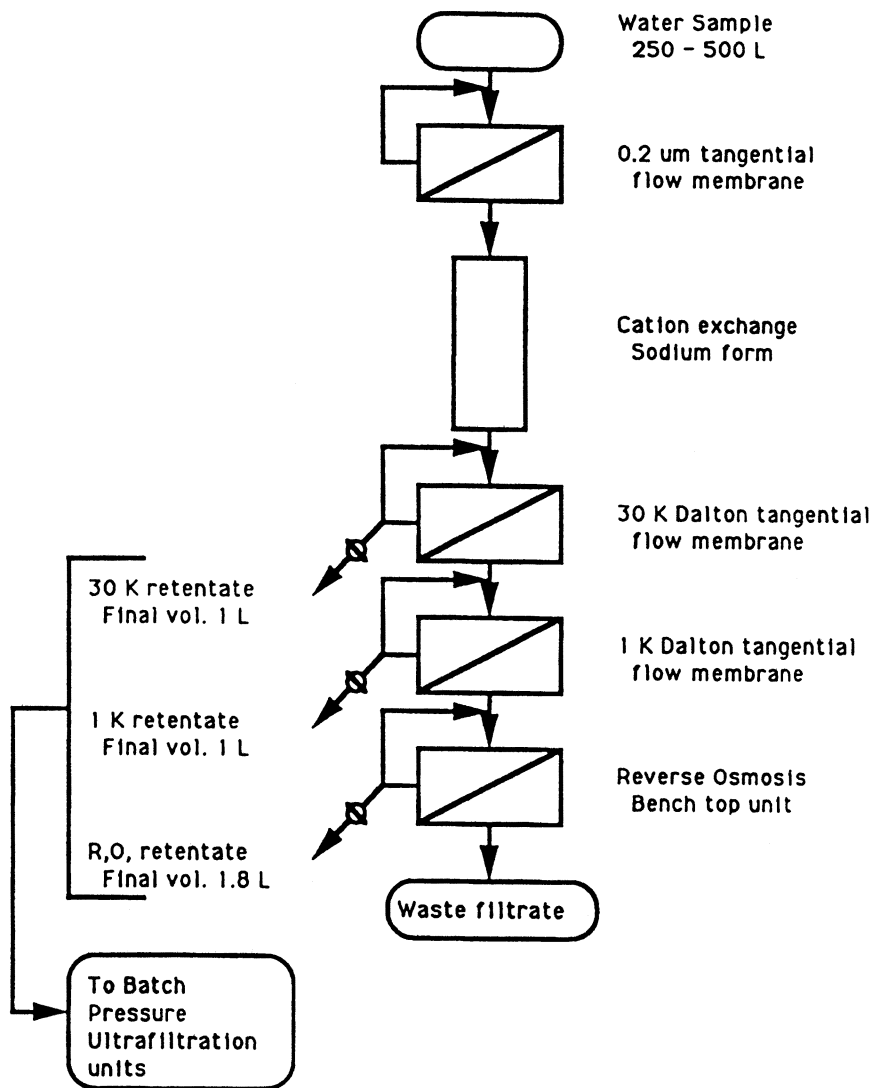 Water Sample
250 - 500 L
0.2 um tangential
flow membrane
Cation exchange
Sodium form
30 K Dalton tangential
flow membrane
30 K retentate
Final vol. 1 L
1 K Dalton tangential
flow membrane
1 K retentate
Final vol. 1 L
Reverse Osmosis
Bench top unit
R,O, retentate
Final vol. 1.8 L
Waste filtrate
To Batch
Pressure
Ultrafiltration
units